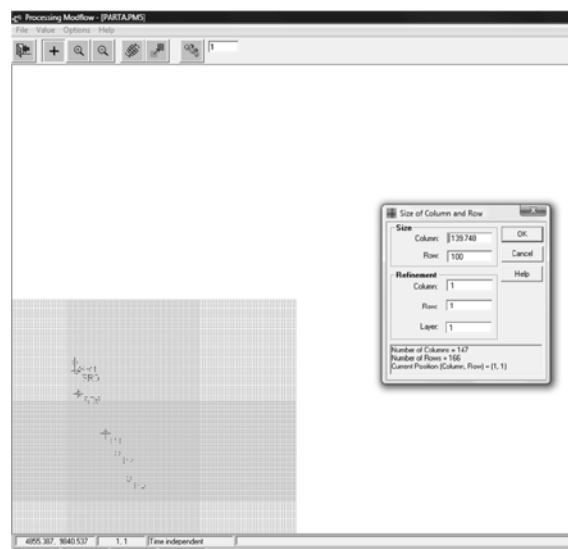 Processing Modflow - [PARTA.PM5]
File Value Options Help
1
Size of Column and Row
Size
Column: 139.748
Row: 100
OK
Cancel
Help
Refinement
Column: 1
Row: 1
Layer: 1
Number of Columns = 147
Number of Rows = 166
Current Position (Column, Row) = (1, 1)
4855.387, 9840.537 1, 1 Time independent